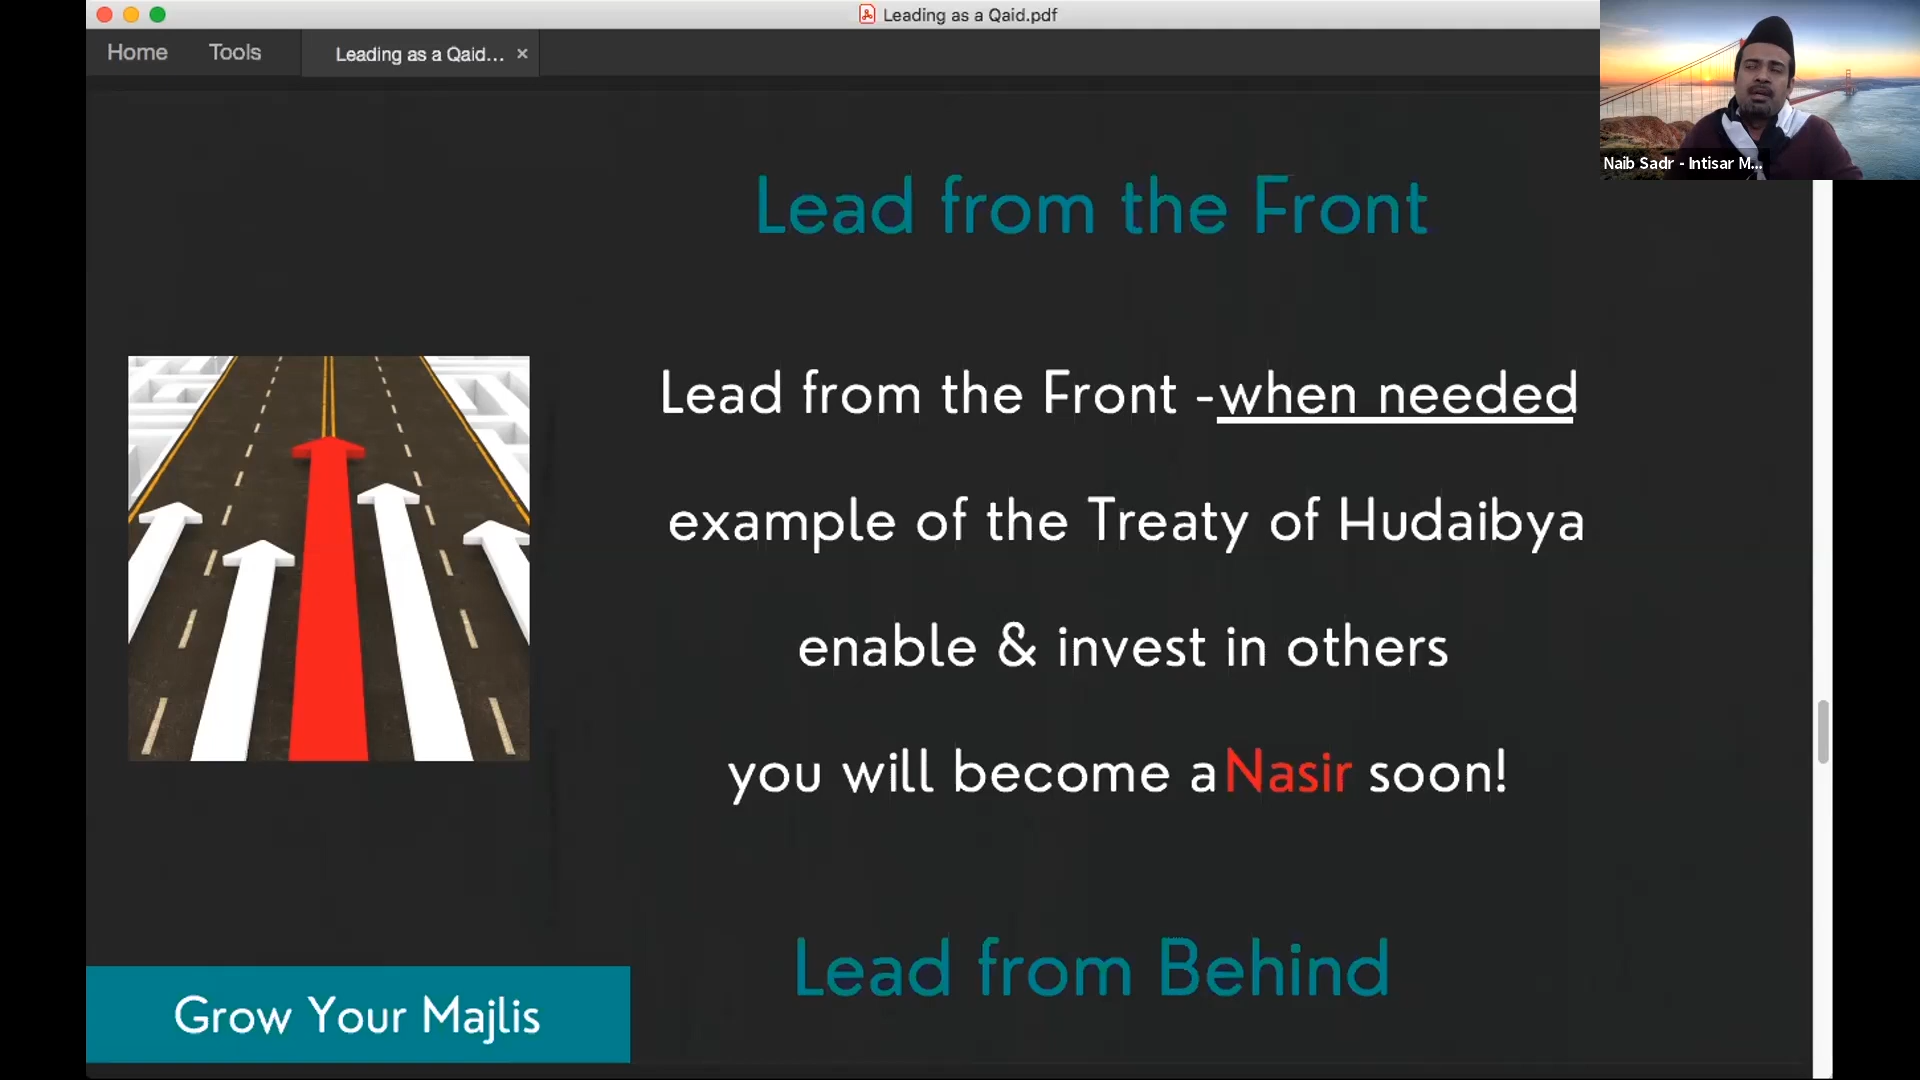 Leading as a Qaid.pdf
Home
Tools
Leading as a Qaid... ×
Naib Sadr - Intisar M...
Lead from the Front
Lead from the Front -when needed
example of the Treaty of Hudaibya
enable & invest in others
you will become a Nasir soon!
Lead from Behind
Grow Your Majlis